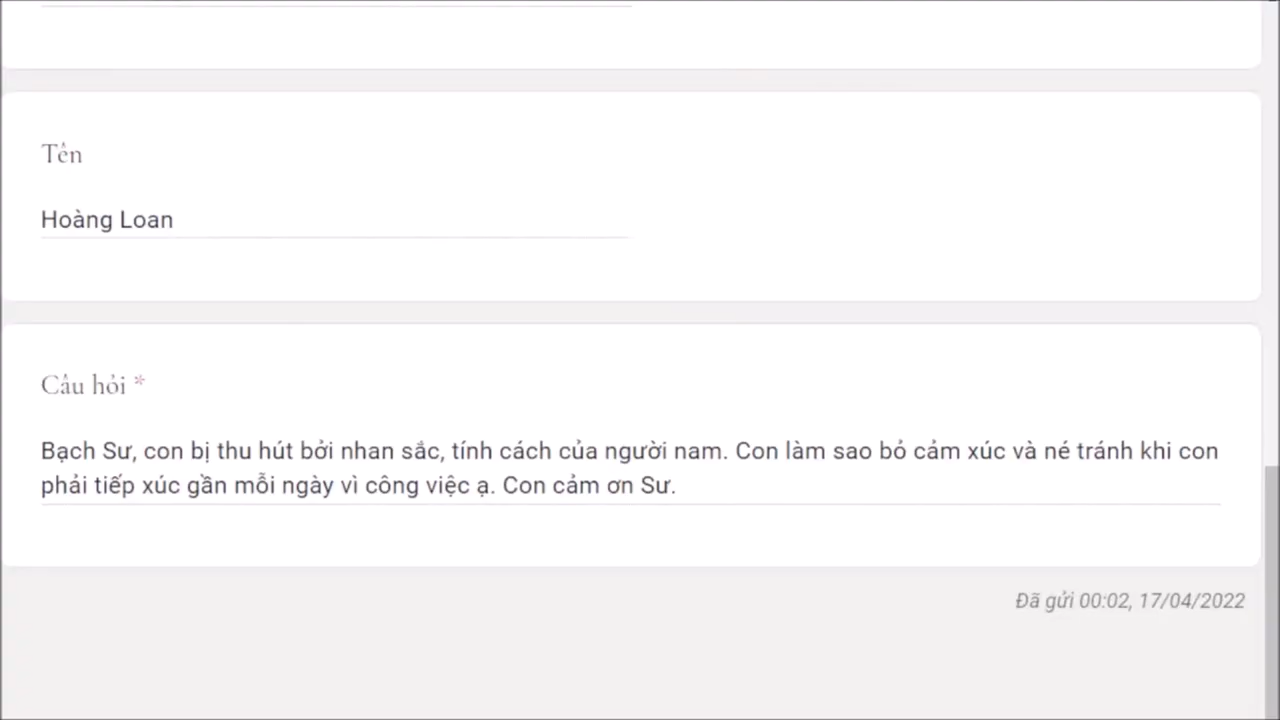 Tên
Hoàng Loan
Câu hỏi *
Bạch Sư, con bị thu hút bởi nhan sắc, tính cách của người nam. Con làm sao bỏ cảm xúc và né tránh khi con
phải tiếp xúc gần mỗi ngày vì công việc ạ. Con cảm ơn Sư.
Đã gửi 00:02, 17/04/2022